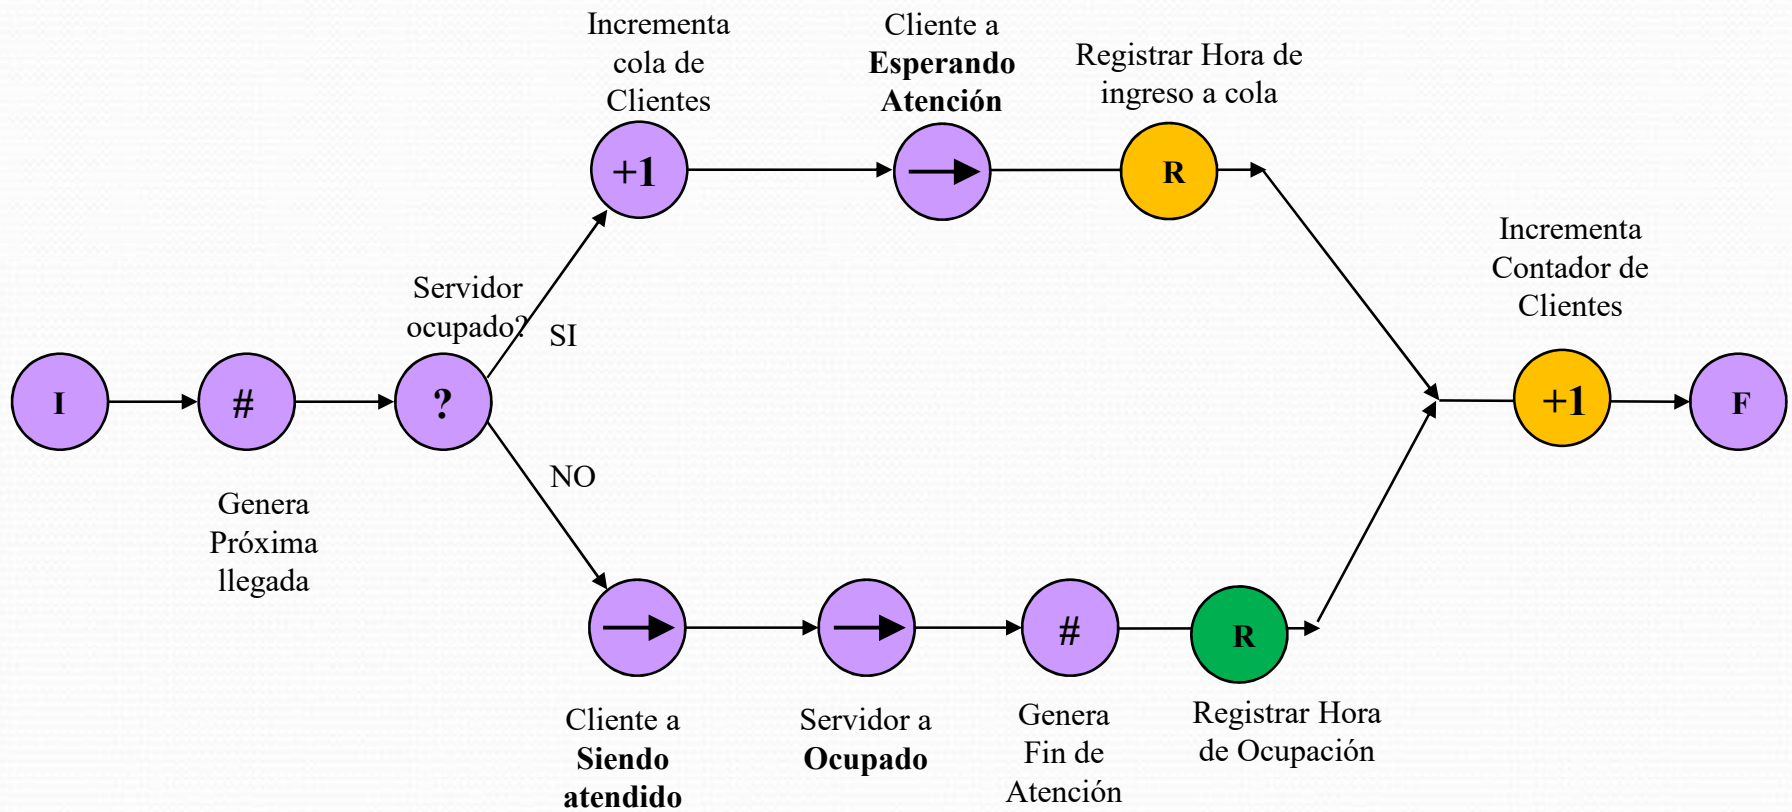 Incrementa
cola de
Clientes
Cliente a
Esperando
Atención
Registrar Hora de
ingreso a cola
+1
R
Incrementa
Contador de
Clientes
Servidor
ocupado?
SI
I
#
?
+1
F
NO
Genera
Próxima
llegada
#
R
Cliente a
Siendo
atendido
Servidor a
Ocupado
Genera
Fin de
Atención
Registrar Hora
de Ocupación